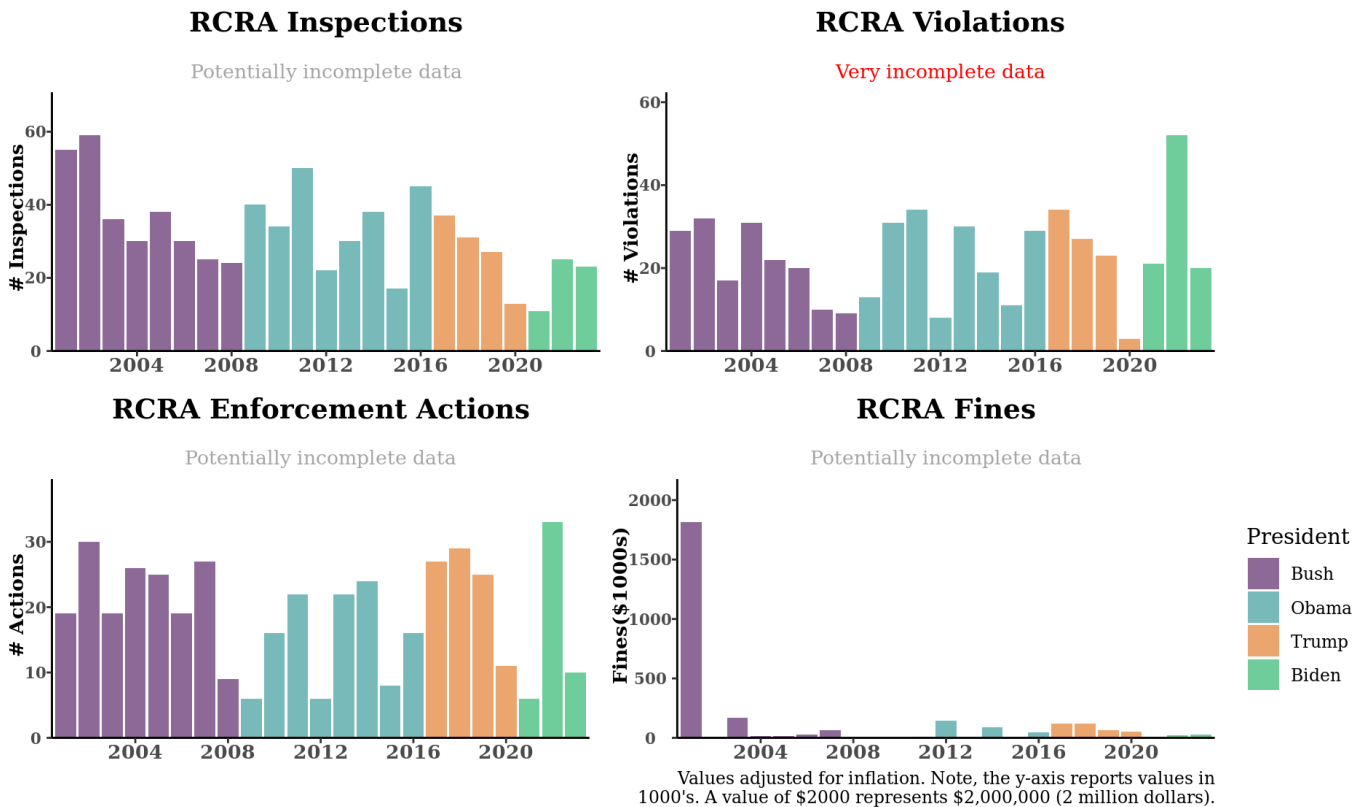 RCRA Inspections
Potentially incomplete data
# Inspections
60
40
20
0
2004 2008 2012 2016 2020
RCRA Violations
Very incomplete data
# Violations
60
40
20
0
2004 2008 2012 2016 2020
RCRA Enforcement Actions
Potentially incomplete data
# Actions
30
20
10
0
2004 2008 2012 2016 2020
RCRA Fines
Potentially incomplete data
Fines($1000s)
2000
1500
1000
500
0
2004 2008 2012 2016 2020
President
Bush
Obama
Trump
Biden
Values adjusted for inflation. Note, the y-axis reports values in
1000's. A value of $2000 represents $2,000,000 (2 million dollars).